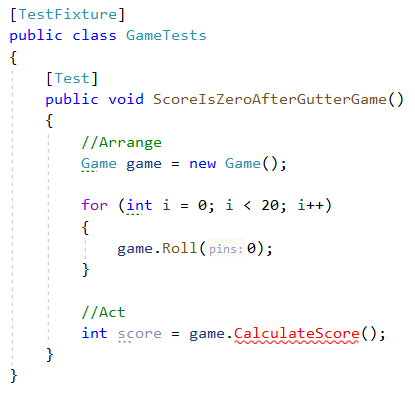 [TestFixture]
public class GameTests
{
[Test]
public void ScoreIsZeroAfterGutterGame()
{
//Arrange
Game game = new Game();
for (int i = 0; i < 20; i++)
{
game.Roll(pins: 0);
}
//Act
int score = game.CalculateScore();
}
}